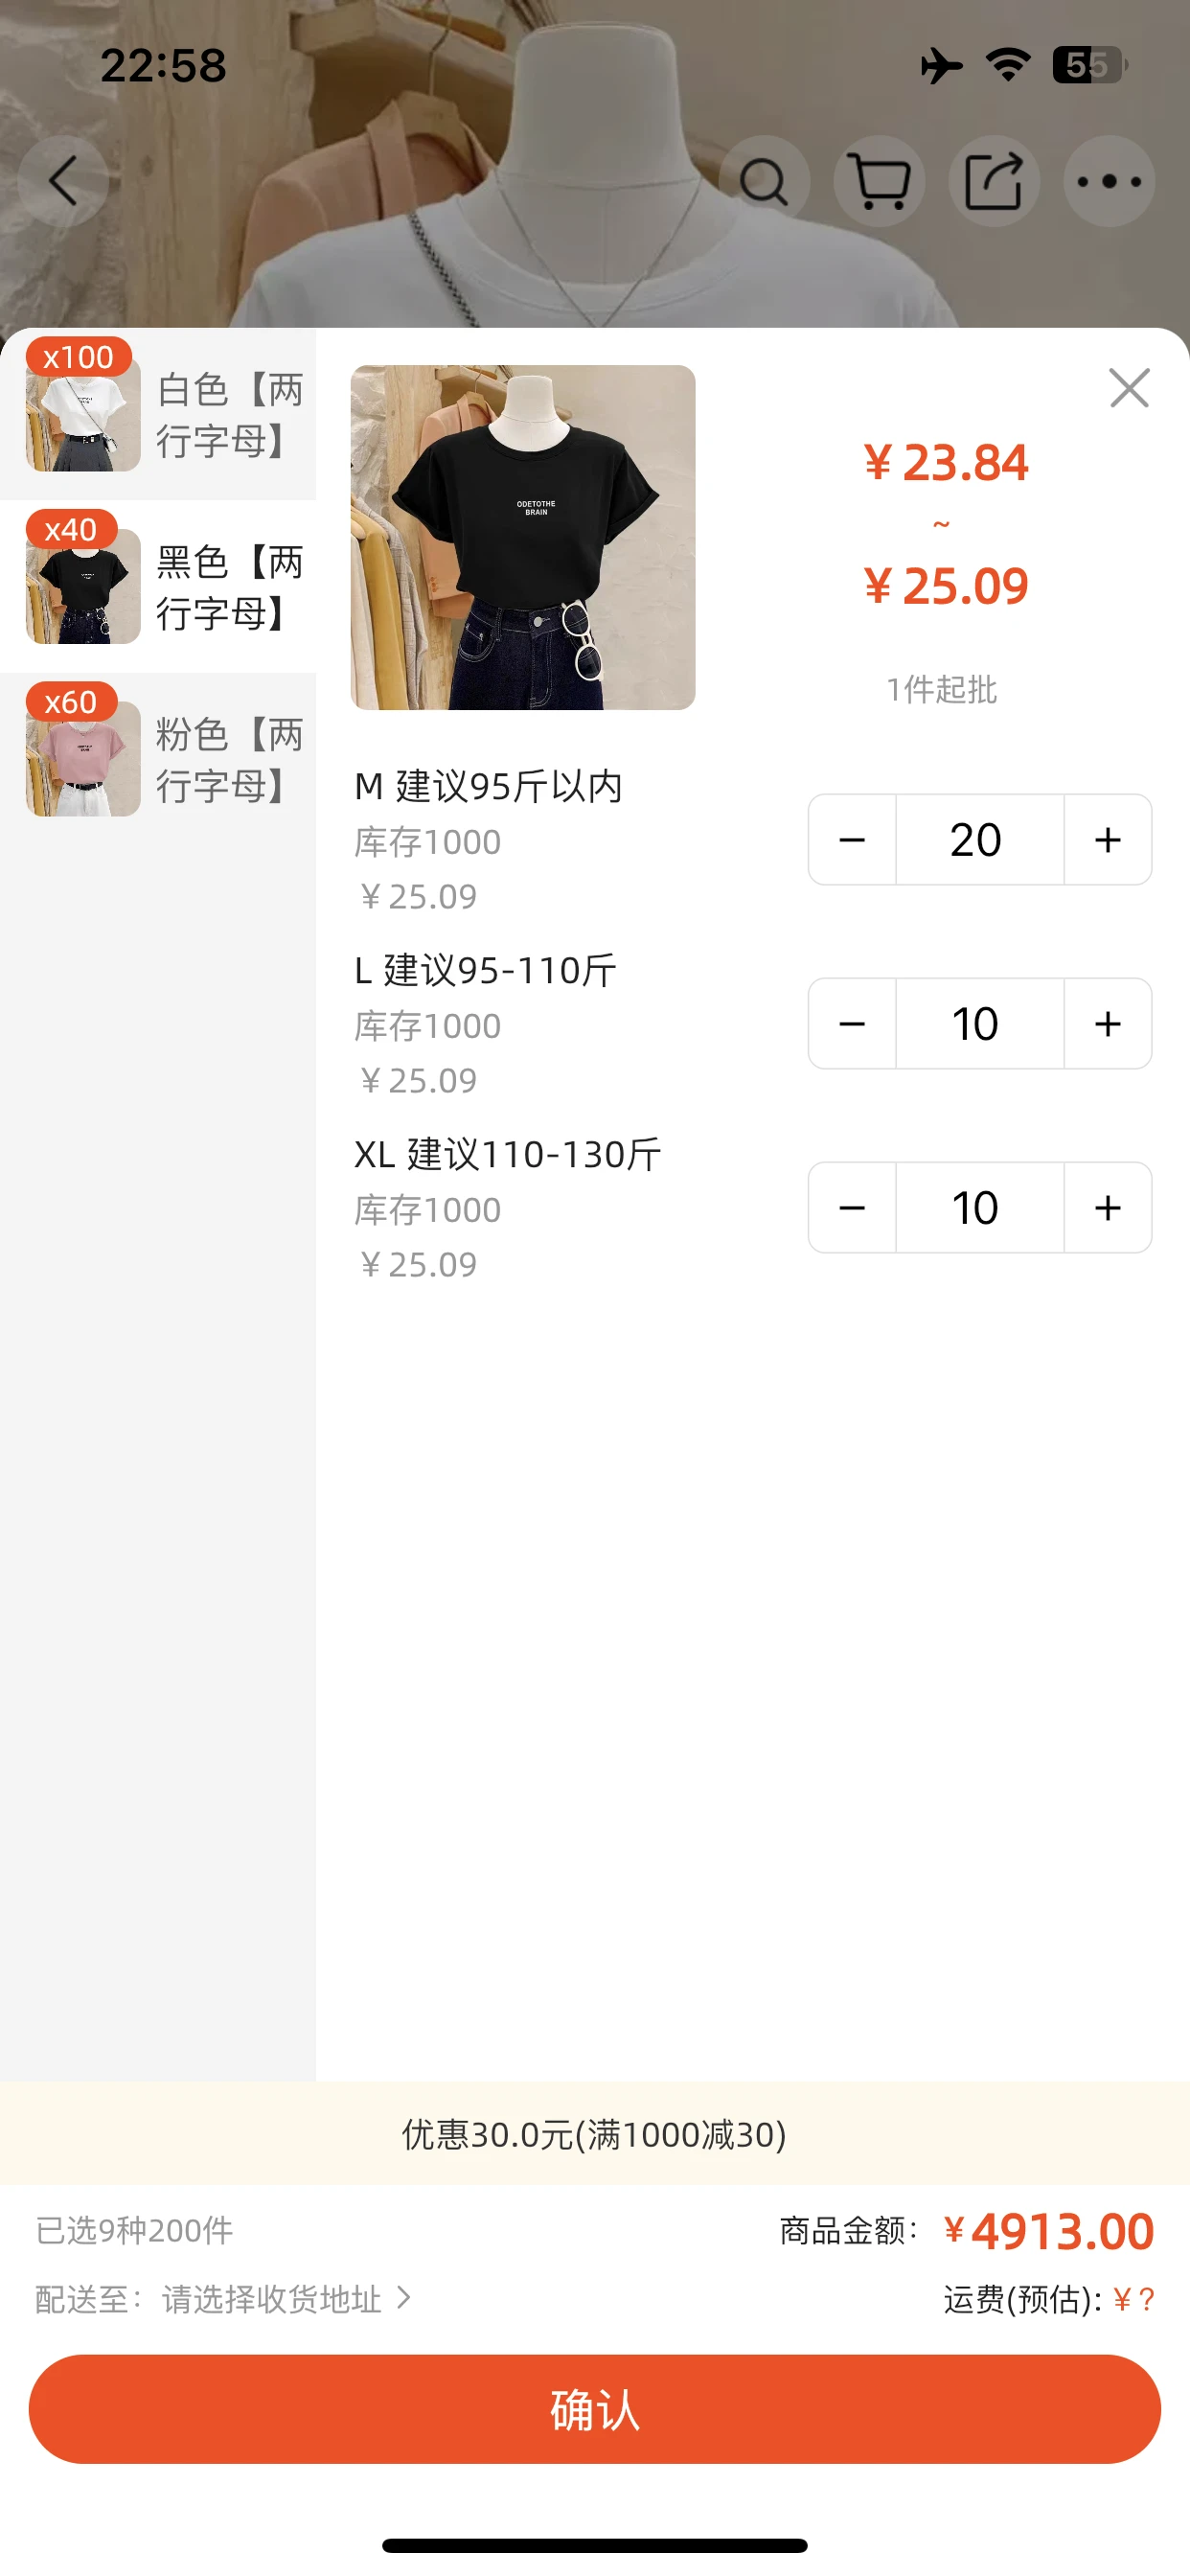 22:58
55
x100
白色【两
行字母】
x40
黑色【两
行字母】
x60
粉色【两
行字母】
ODETOTHE
BRAIN
¥23.84
~
¥25.09
1件起批
M 建议95斤以内
库存1000
¥25.09
20
L 建议95-110斤
库存1000
¥25.09
10
XL 建议110-130斤
库存1000
¥25.09
10
优惠30.0元(满1000减30)
已选9种200件
商品金额：¥4913.00
配送至：请选择收货地址
运费(预估): ¥?
确认